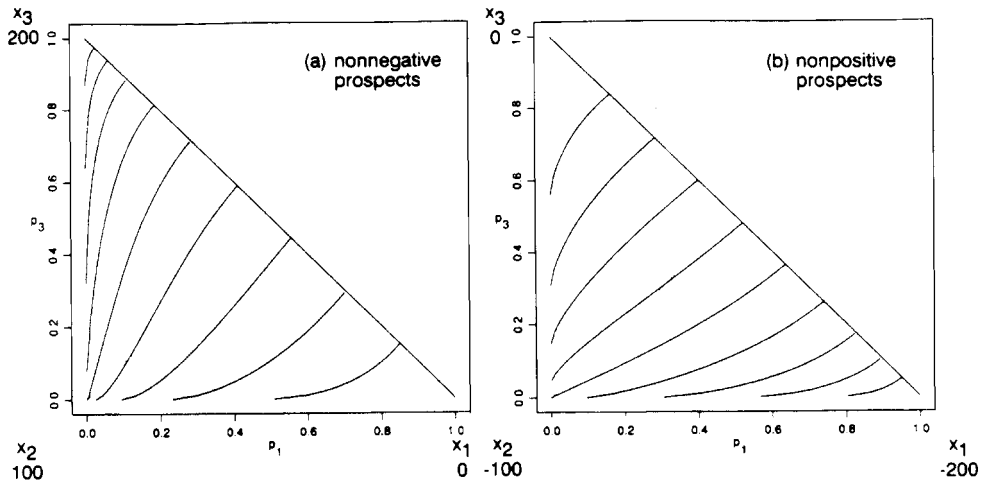 x3
200
(a) nonnegative
prospects
1.0
0.8
0.6
p3
0.4
0.2
0.0
0.0 0.2 0.4 0.6 0.8 1.0
p1
x2
100
x1
0
x3
0
(b) nonpositive
prospects
1.0
0.8
0.6
p3
0.4
0.2
0.0
0.0 0.2 0.4 0.6 0.8 1.0
p1
x2
-100
x1
-200